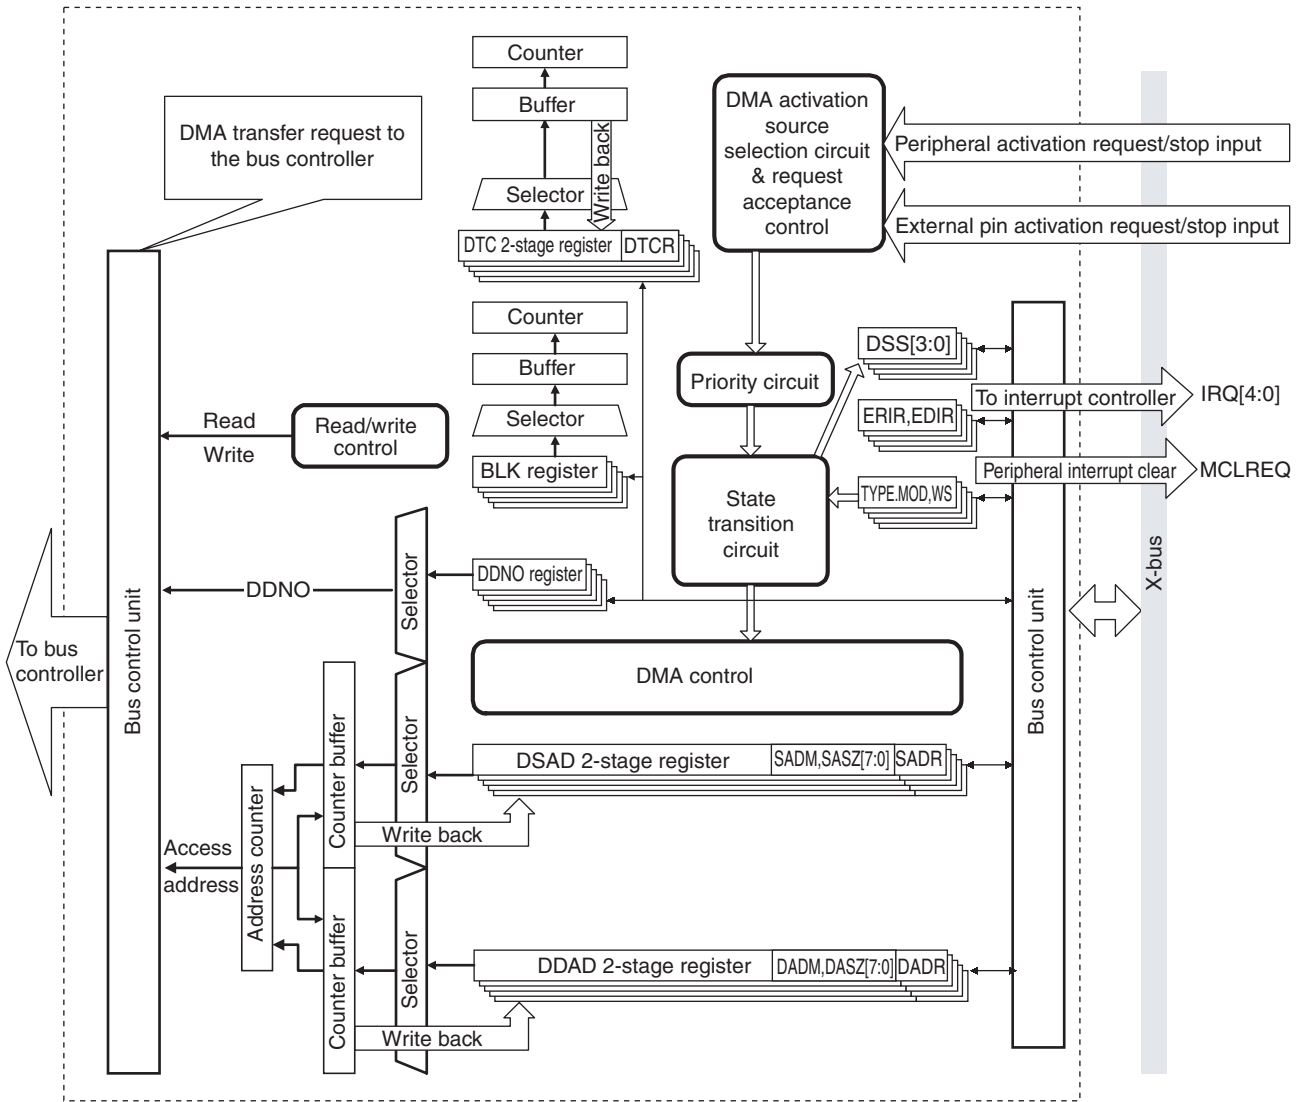 Counter
Buffer
Write back
Selector
DTC 2-stage register
DTCR
DMA transfer request to
the bus controller
DMA activation
source
selection circuit
& request
acceptance
control
Peripheral activation request/stop input
External pin activation request/stop input
Counter
Buffer
Selector
BLK register
Priority circuit
DSS[3:0]
To interrupt controller
IRQ[4:0]
ERIR,EDIR
Peripheral interrupt clear
MCLREQ
TYPE.MOD,WS
State
transition
circuit
Read
Write
Read/write
control
X-bus
DDNO
Selector
DDNO register
To bus
controller
Bus control unit
Bus control unit
DMA control
Counter buffer
Selector
DSAD 2-stage register
SADM,SASZ[7:0]
SADR
Write back
Access
address
Address counter
Counter buffer
Selector
DDAD 2-stage register
DADM,DASZ[7:0]
DADR
Write back